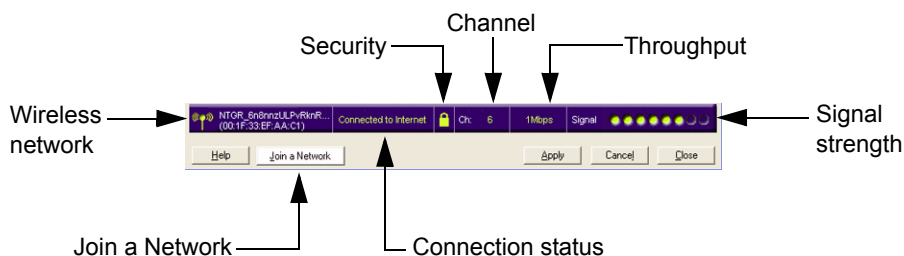 Channel
Security
Throughput
Wireless
network
NTGR_6n8nnzULPvRknR...
(00:1F:33:EF:AA:C1)
Connected to Internet
Ch: 6
1Mbps
Signal
Signal
strength
Help
Join a Network
Apply
Cancel
Close
Join a Network
Connection status